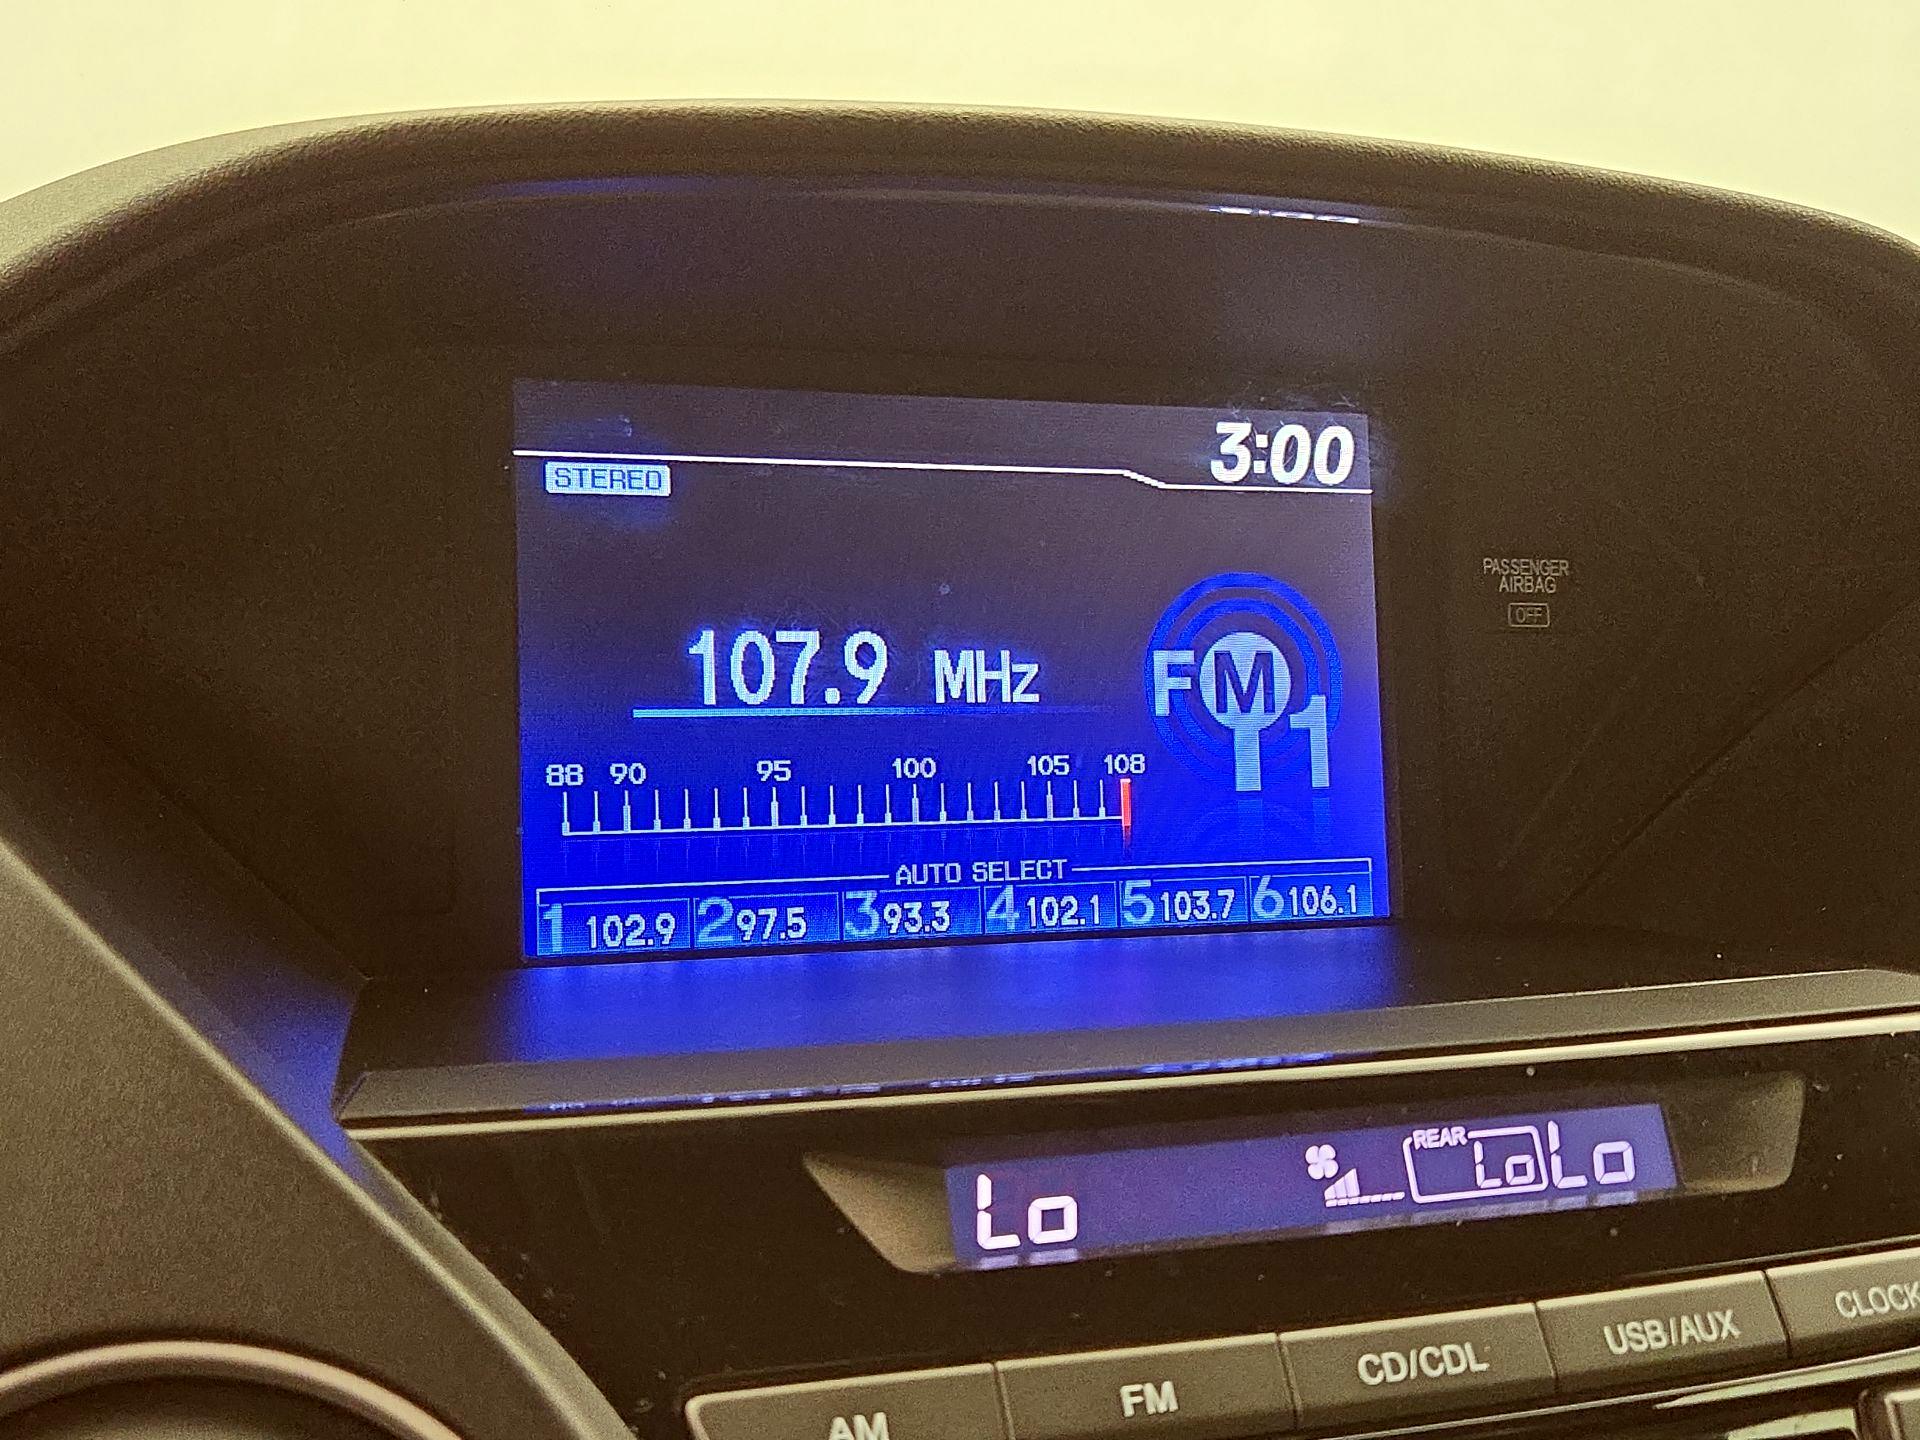 3:00
STEREO
PASSENGER
AIRBAG
OFF
107.9 MHz
FM1
88 90 95 100 105 108
AUTO SELECT
1 102.9 2 97.5 3 93.3 4 102.1 5 103.7 6 106.1
Lo REAR Lo Lo
AM FM CD/CDL USB/AUX CLOCK